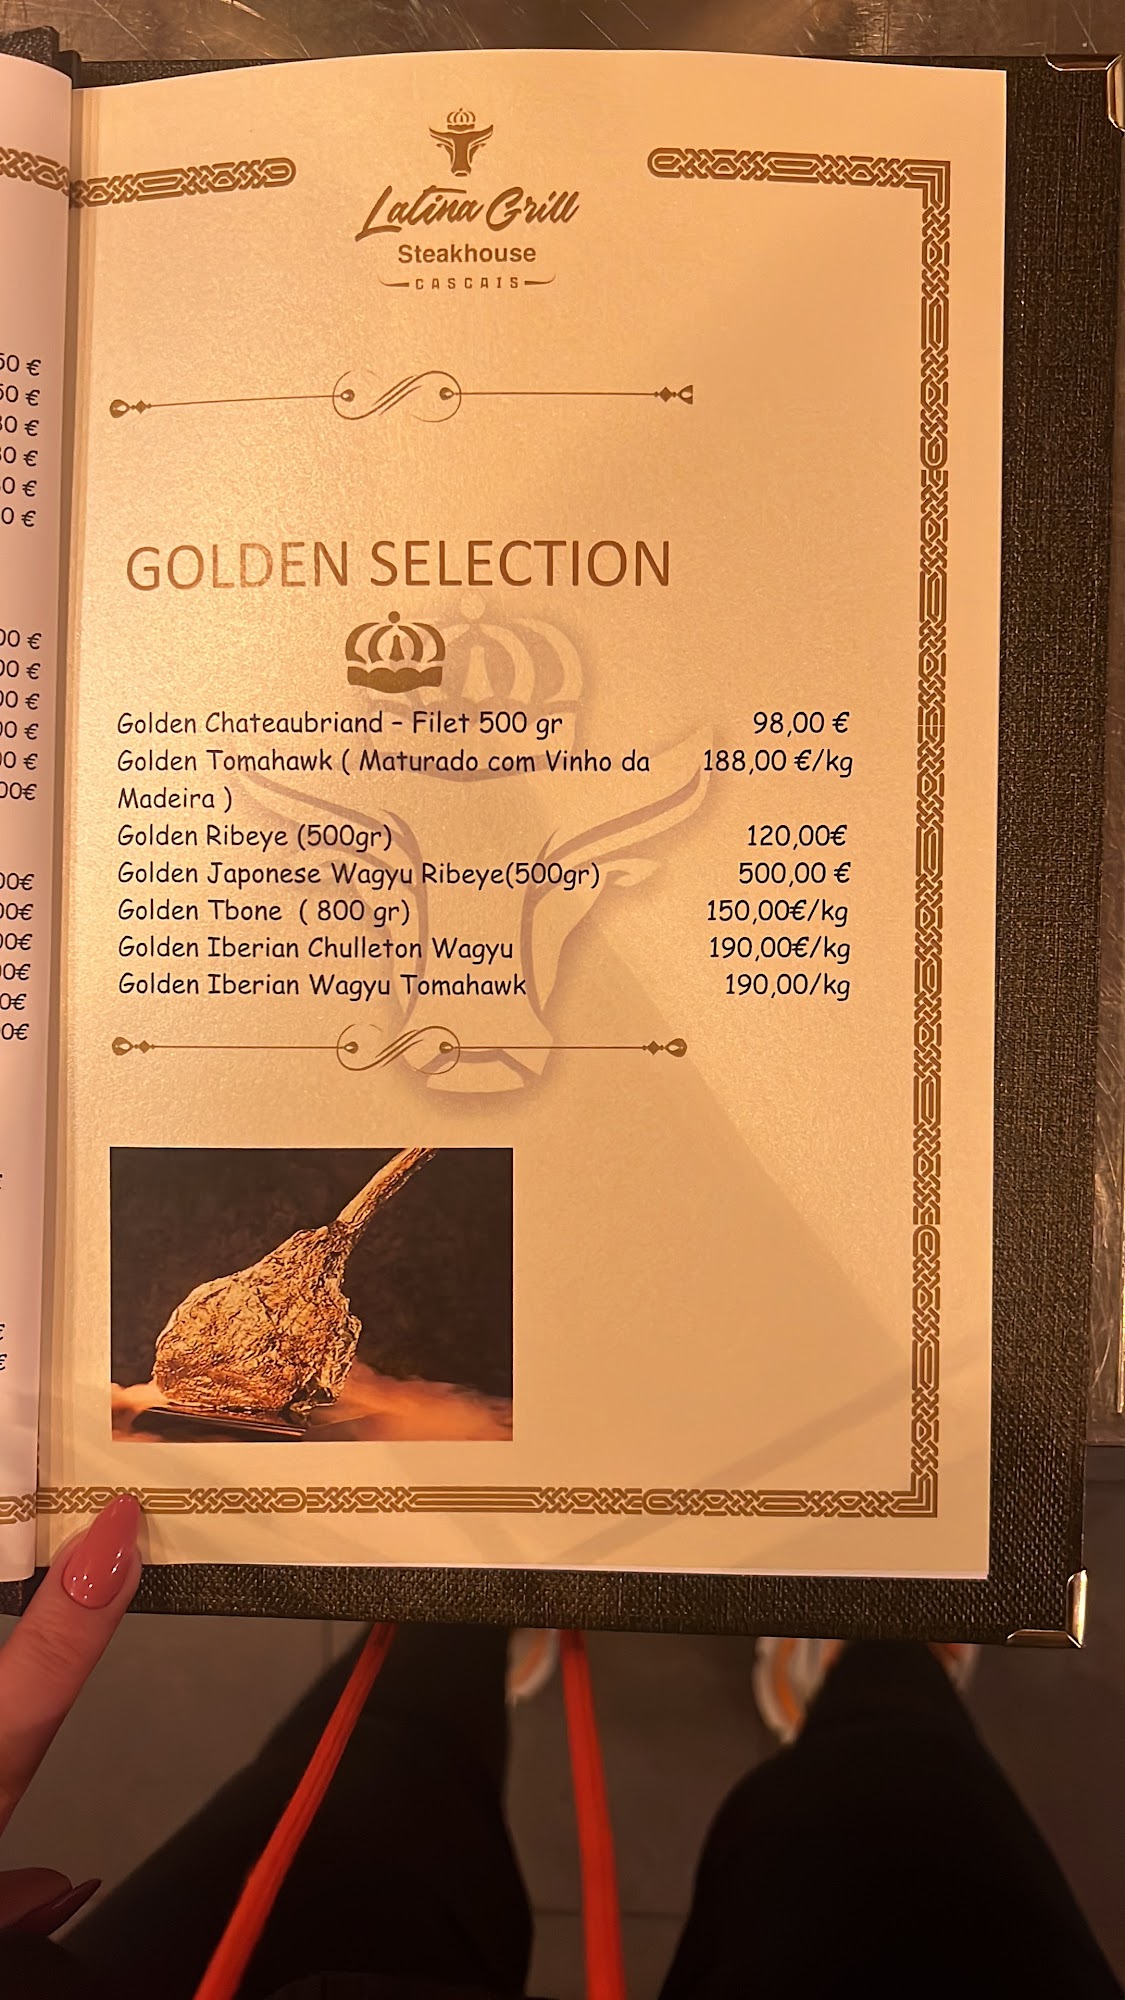 Latina Grill
Steakhouse
CASCAIS
GOLDEN SELECTION
Golden Chateaubriand – Filet 500 gr 98,00 €
Golden Tomahawk ( Maturado com Vinho da 188,00 €/kg
Madeira )
Golden Ribeye (500gr) 120,00€
Golden Japonese Wagyu Ribeye(500gr) 500,00 €
Golden Tbone ( 800 gr) 150,00€/kg
Golden Iberian Chulleton Wagyu 190,00€/kg
Golden Iberian Wagyu Tomahawk 190,00/kg